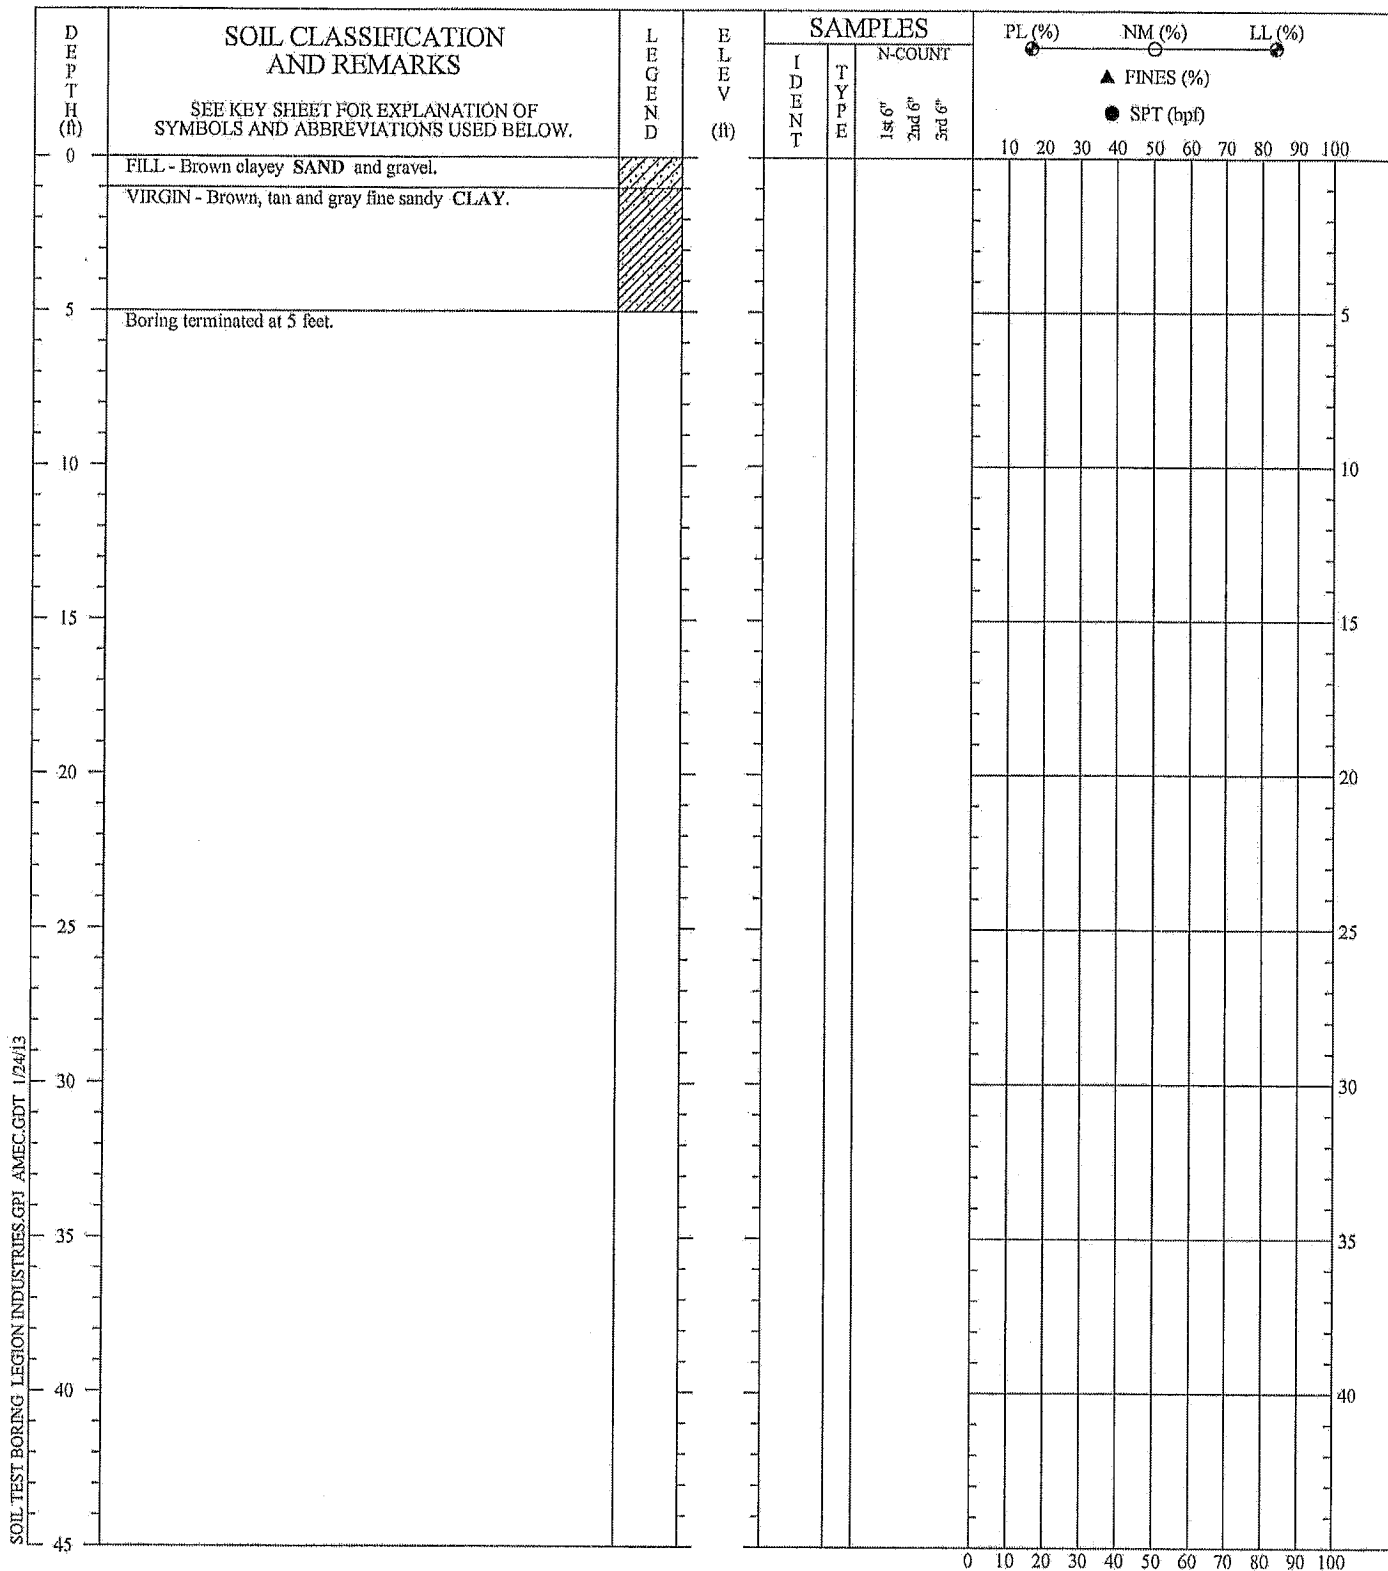 DEPTH (ft)
SOIL CLASSIFICATION
AND REMARKS
SEE KEY SHEET FOR EXPLANATION OF
SYMBOLS AND ABBREVIATIONS USED BELOW.
LEGEND
ELEV (ft)
SAMPLES
IDENT
TYPE
N-COUNT
1st 6"
2nd 6"
3rd 6"
PL (%) NM (%) LL (%)
▲ FINES (%)
● SPT (bpf)
10 20 30 40 50 60 70 80 90 100
0
FILL - Brown clayey SAND and gravel.
VIRGIN - Brown, tan and gray fine sandy CLAY.
5 5
Boring terminated at 5 feet.
10 10
15 15
20 20
25 25
30 30
35 35
40 40
45
0 10 20 30 40 50 60 70 80 90 100
SOIL TEST BORING LEGION INDUSTRIES.GPJ AMEC.GDT 1/24/13